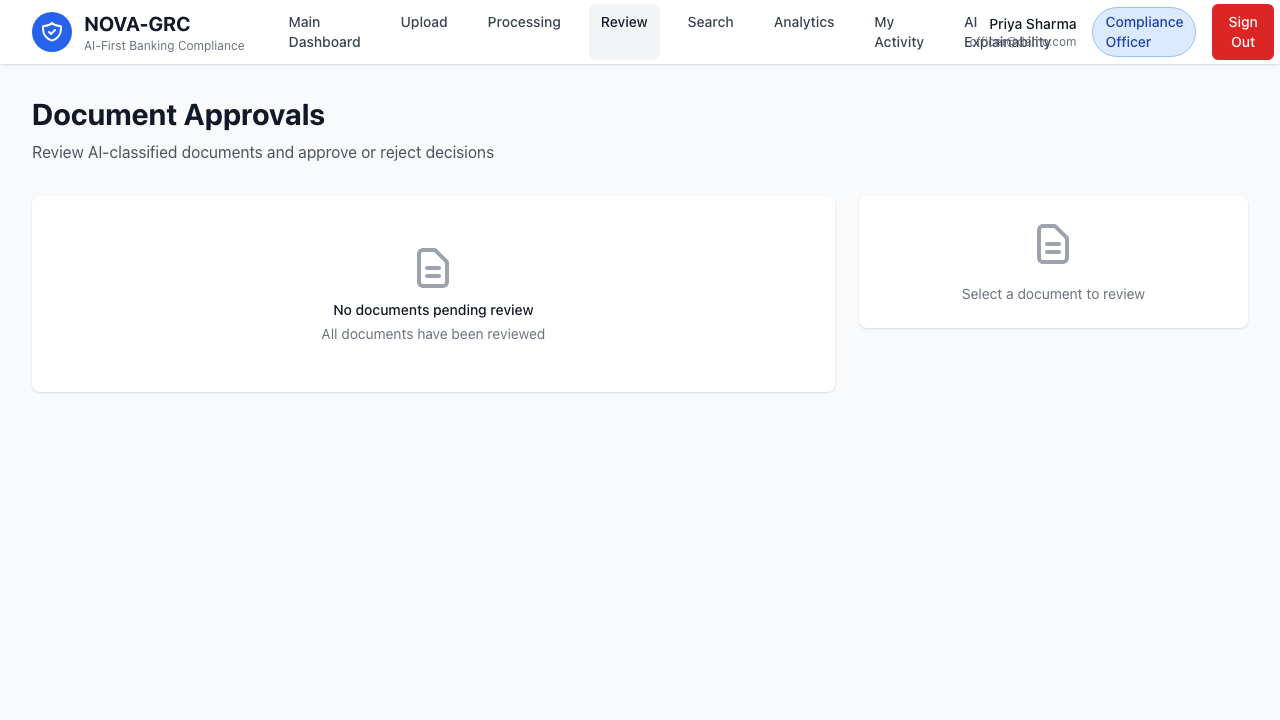 NOVA-GRC
AI-First Banking Compliance
Main
Dashboard
Upload
Processing
Review
Search
Analytics
My
Activity
AI
Explainability
Priya Sharma
Compliance
Officer
Sign
Out
Document Approvals
Review AI-classified documents and approve or reject decisions
No documents pending review
All documents have been reviewed
Select a document to review